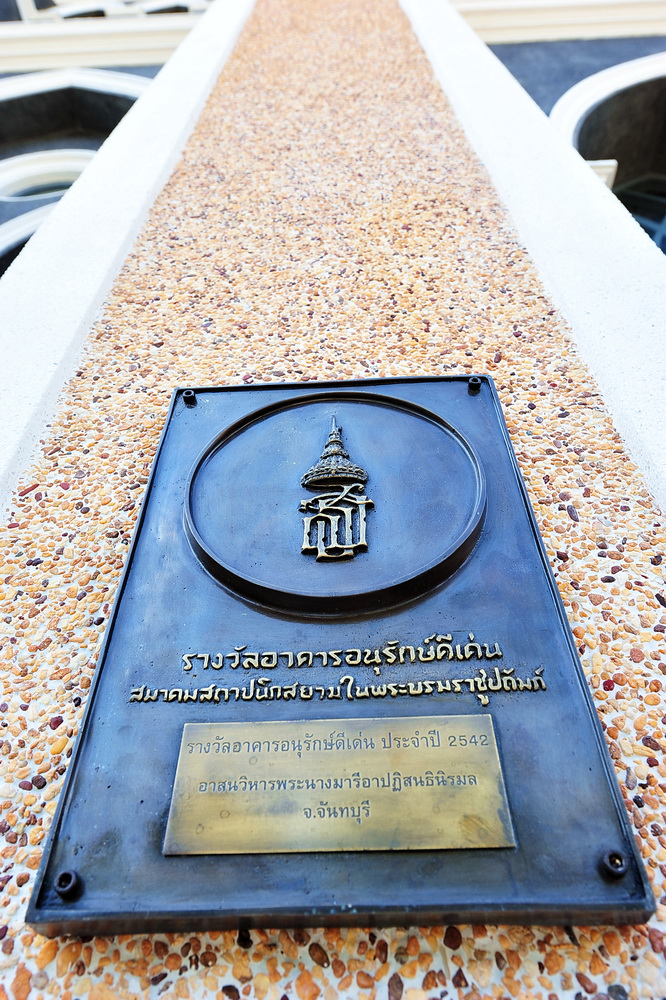 รางวัลอาคารอนุรักษ์ดีเด่น
สมาคมสถาปนิกสยามในพระบรมราชูปถัมภ์
รางวัลอาคารอนุรักษ์ดีเด่น ประจำปี 2542
อาสนวิหารพระนางมารีอาปฏิสนธินิรมล
จ.จันทบุรี